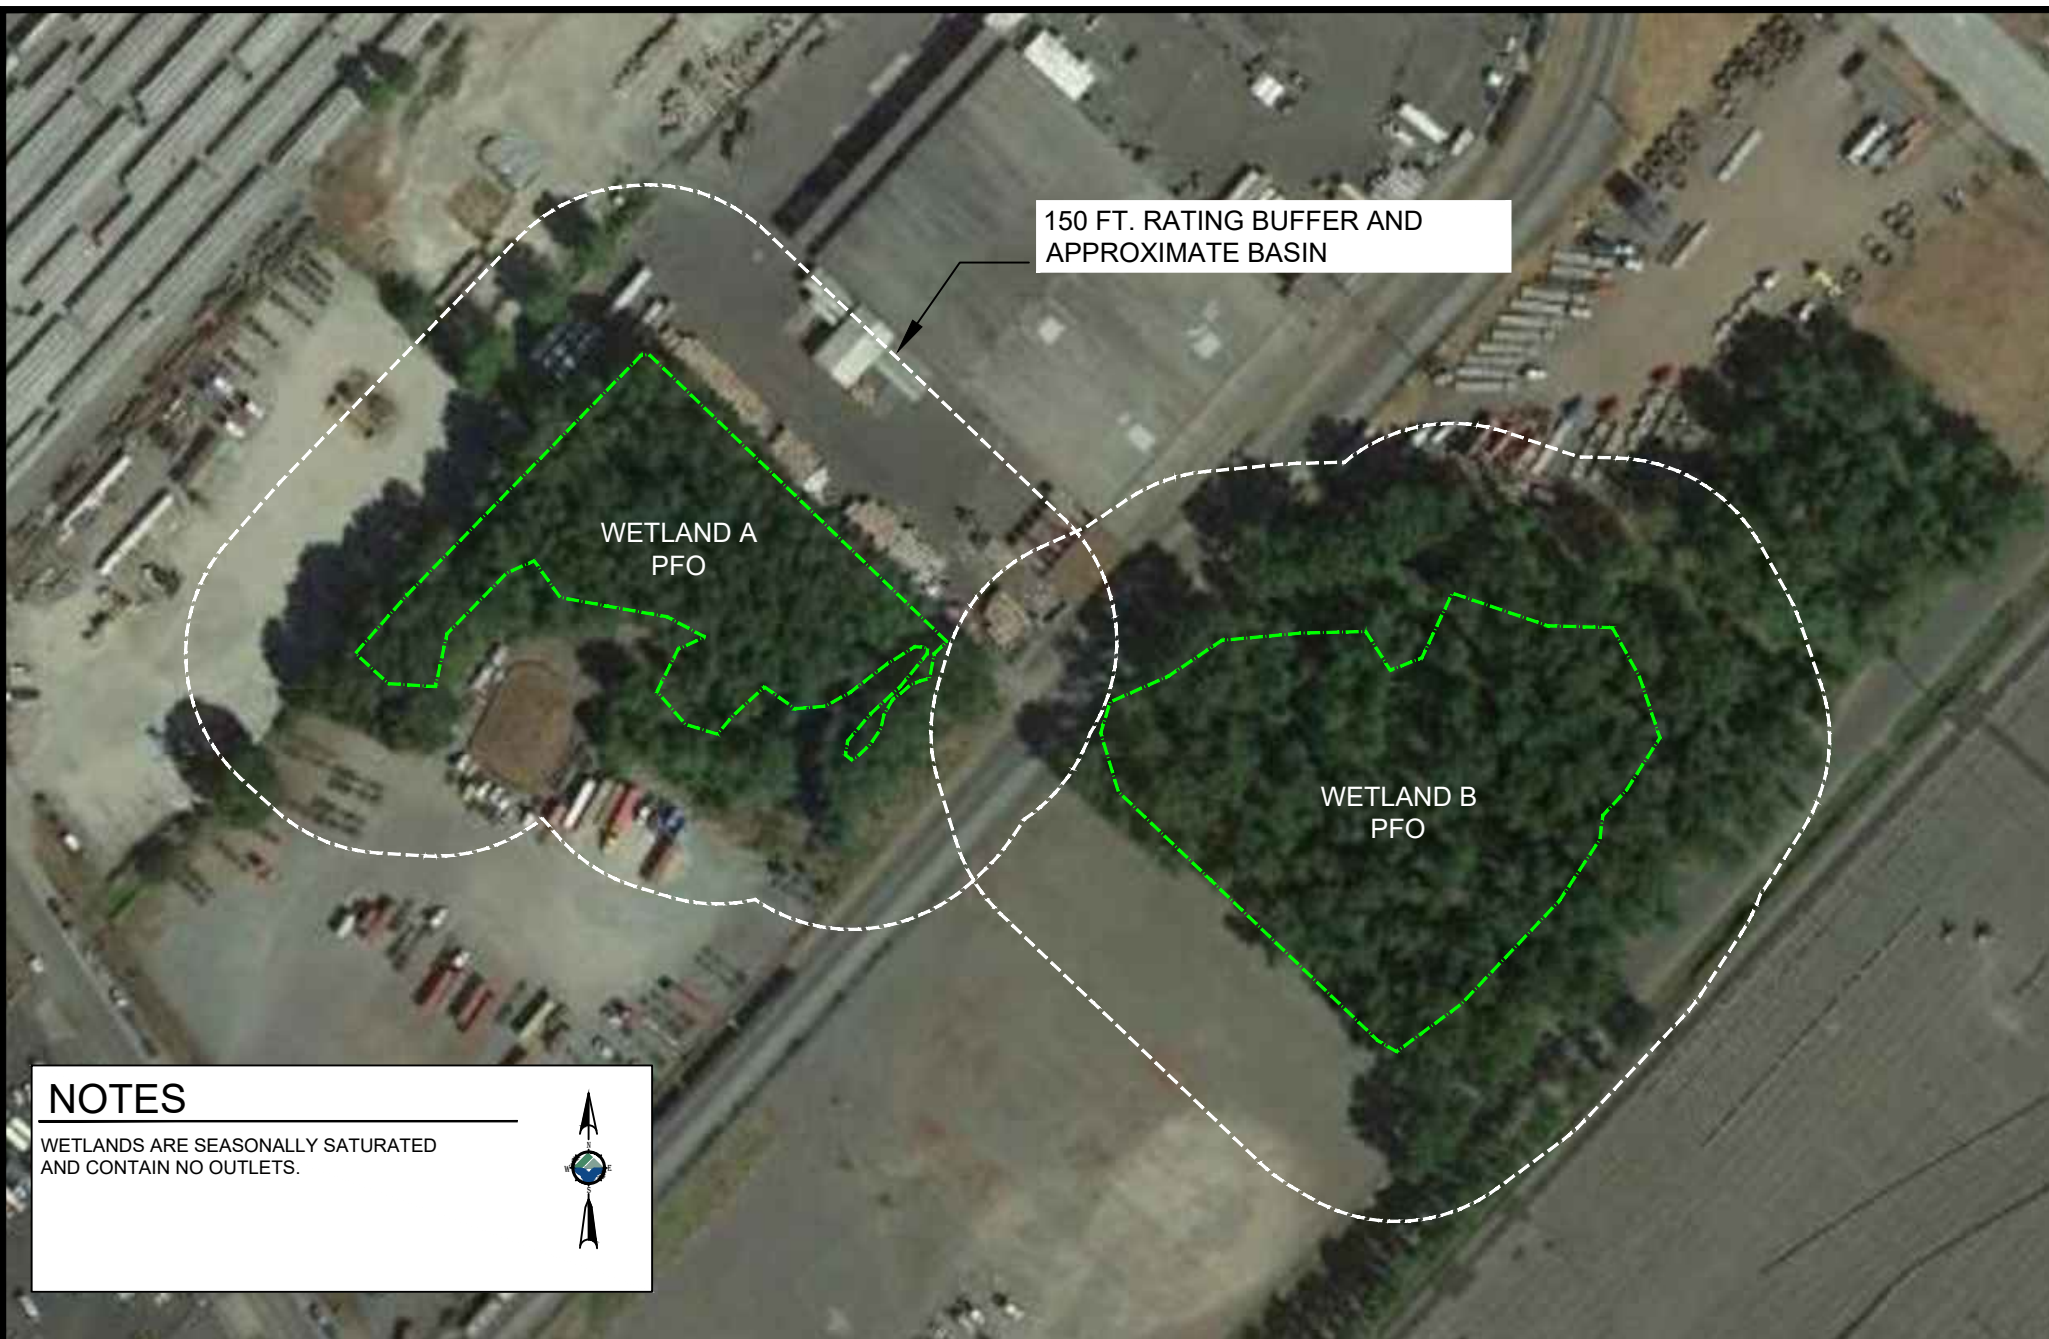 150 FT. RATING BUFFER AND
APPROXIMATE BASIN
WETLAND A
PFO
WETLAND B
PFO
NOTES
WETLANDS ARE SEASONALLY SATURATED
AND CONTAIN NO OUTLETS.
N
W E
S